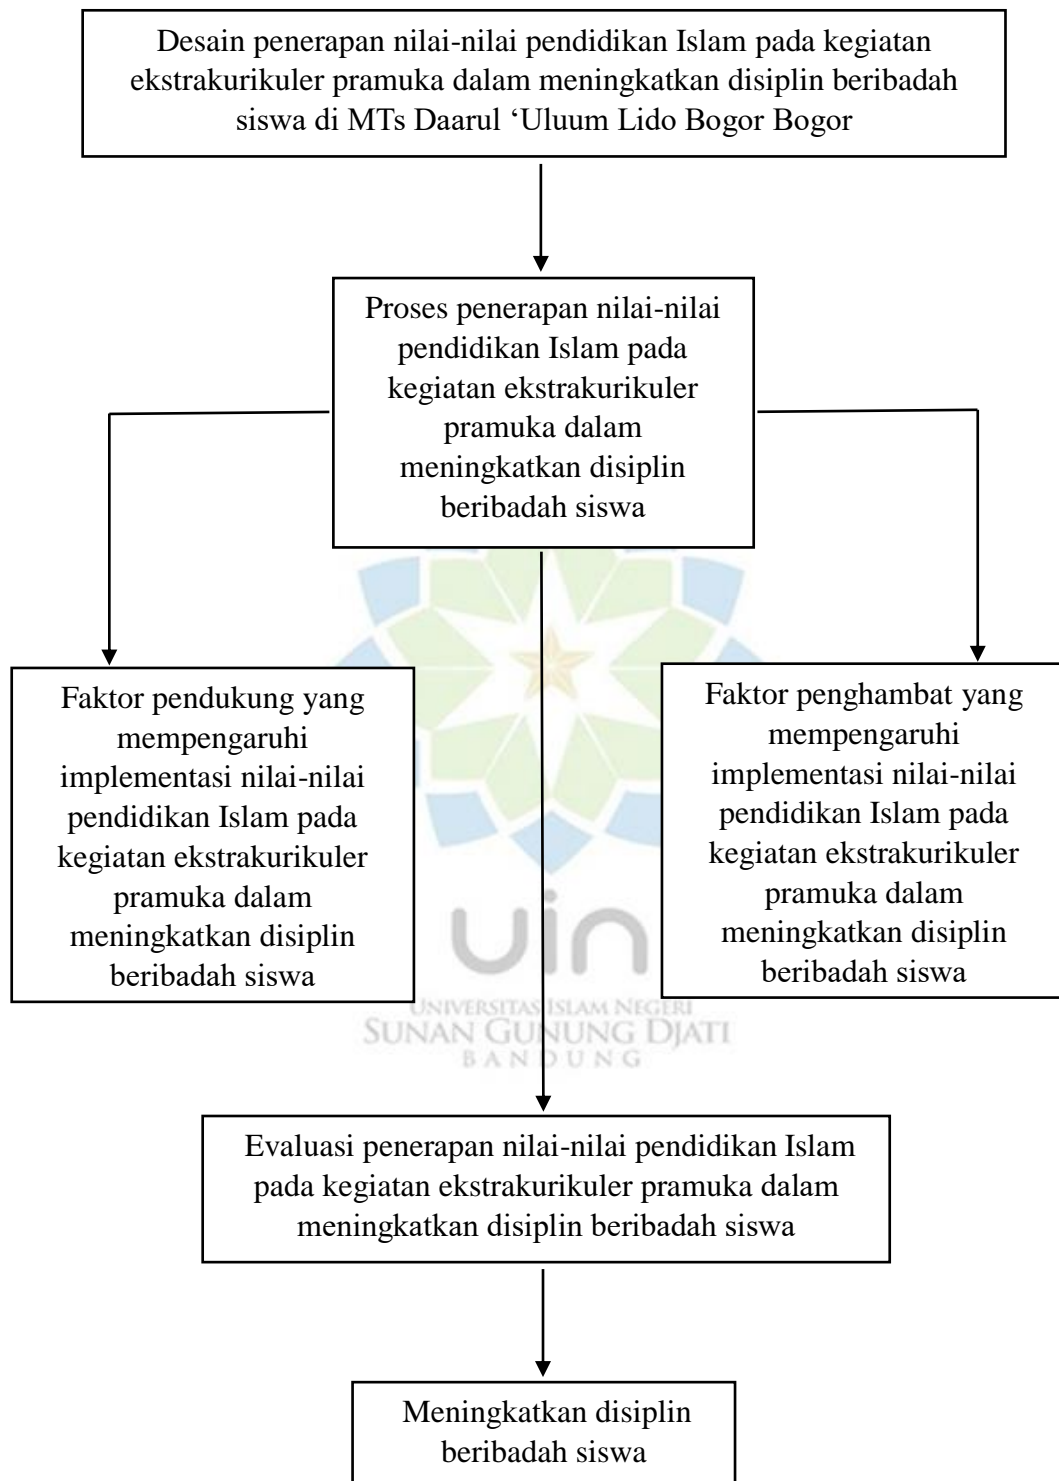 Desain penerapan nilai-nilai pendidikan Islam pada kegiatan
ekstrakurikuler pramuka dalam meningkatkan disiplin beribadah
siswa di MTs Daarul ‘Uluum Lido Bogor Bogor
Proses penerapan nilai-nilai
pendidikan Islam pada
kegiatan ekstrakurikuler
pramuka dalam
meningkatkan disiplin
beribadah siswa
Faktor pendukung yang
mempengaruhi
implementasi nilai-nilai
pendidikan Islam pada
kegiatan ekstrakurikuler
pramuka dalam
meningkatkan disiplin
beribadah siswa
Faktor penghambat yang
mempengaruhi
implementasi nilai-nilai
pendidikan Islam pada
kegiatan ekstrakurikuler
pramuka dalam
meningkatkan disiplin
beribadah siswa
uin
UNIVERSITAS ISLAM NEGERI
SUNAN GUNUNG DJATI
BANDUNG
Evaluasi penerapan nilai-nilai pendidikan Islam
pada kegiatan ekstrakurikuler pramuka dalam
meningkatkan disiplin beribadah siswa
Meningkatkan disiplin
beribadah siswa